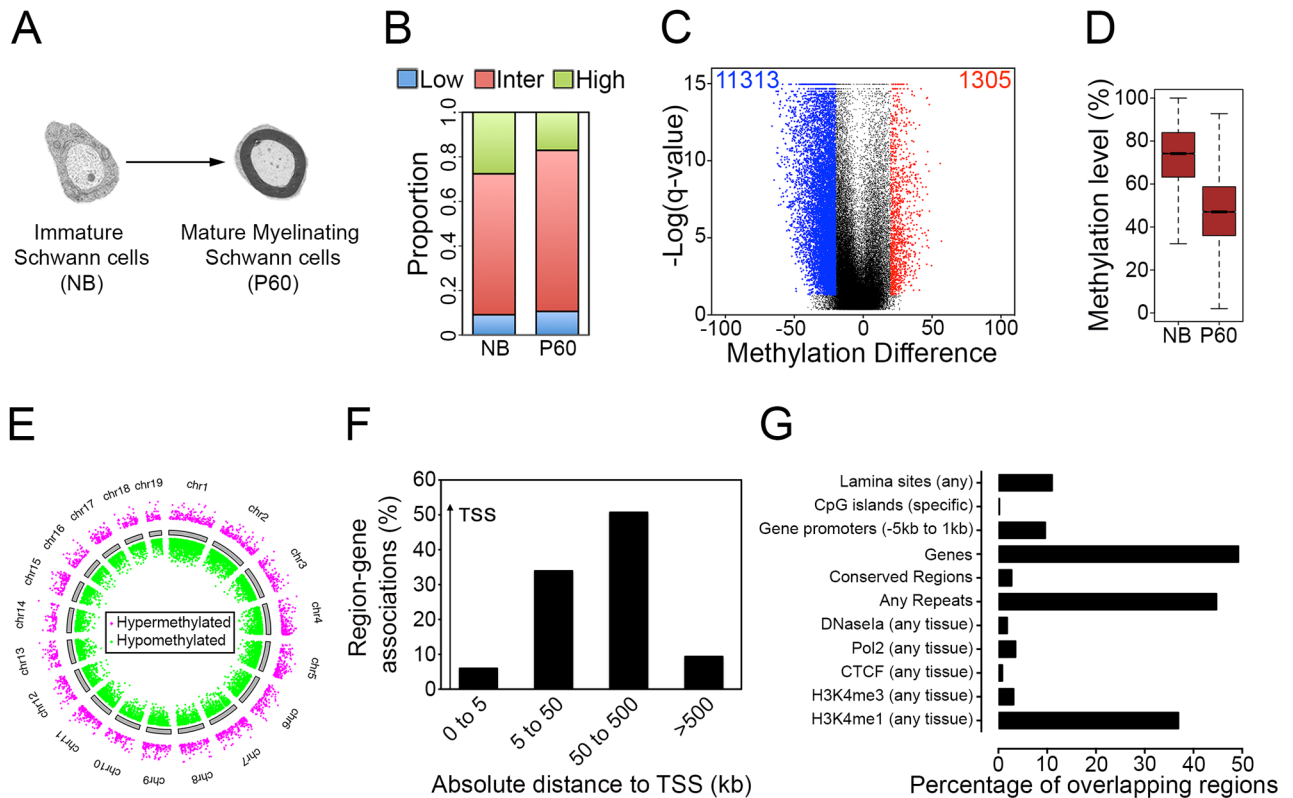 A
Immature
Schwann cells
(NB)
Mature Myelinating
Schwann cells
(P60)
B
Low Inter High
Proportion
1.0
0.8
0.6
0.4
0.2
0
NB P60
C
11313 1305
-Log(q-value)
15
10
5
0
-100 -50 0 50 100
Methylation Difference
D
Methylation level (%)
100
80
60
40
20
0
NB P60
E
chr1
chr2
chr3
chr4
chr5
chr6
chr7
chr8
chr9
chr10
chr11
chr12
chr13
chr14
chr15
chr16
chr17
chr18
chr19
Hypermethylated
Hypomethylated
F
Region-gene
associations (%)
60
50
40
30
20
10
0
TSS
0 to 5
5 to 50
50 to 500
>500
Absolute distance to TSS (kb)
G
Lamina sites (any)
CpG islands (specific)
Gene promoters (-5kb to 1kb)
Genes
Conserved Regions
Any Repeats
DNaseIa (any tissue)
Pol2 (any tissue)
CTCF (any tissue)
H3K4me3 (any tissue)
H3K4me1 (any tissue)
0 10 20 30 40 50
Percentage of overlapping regions